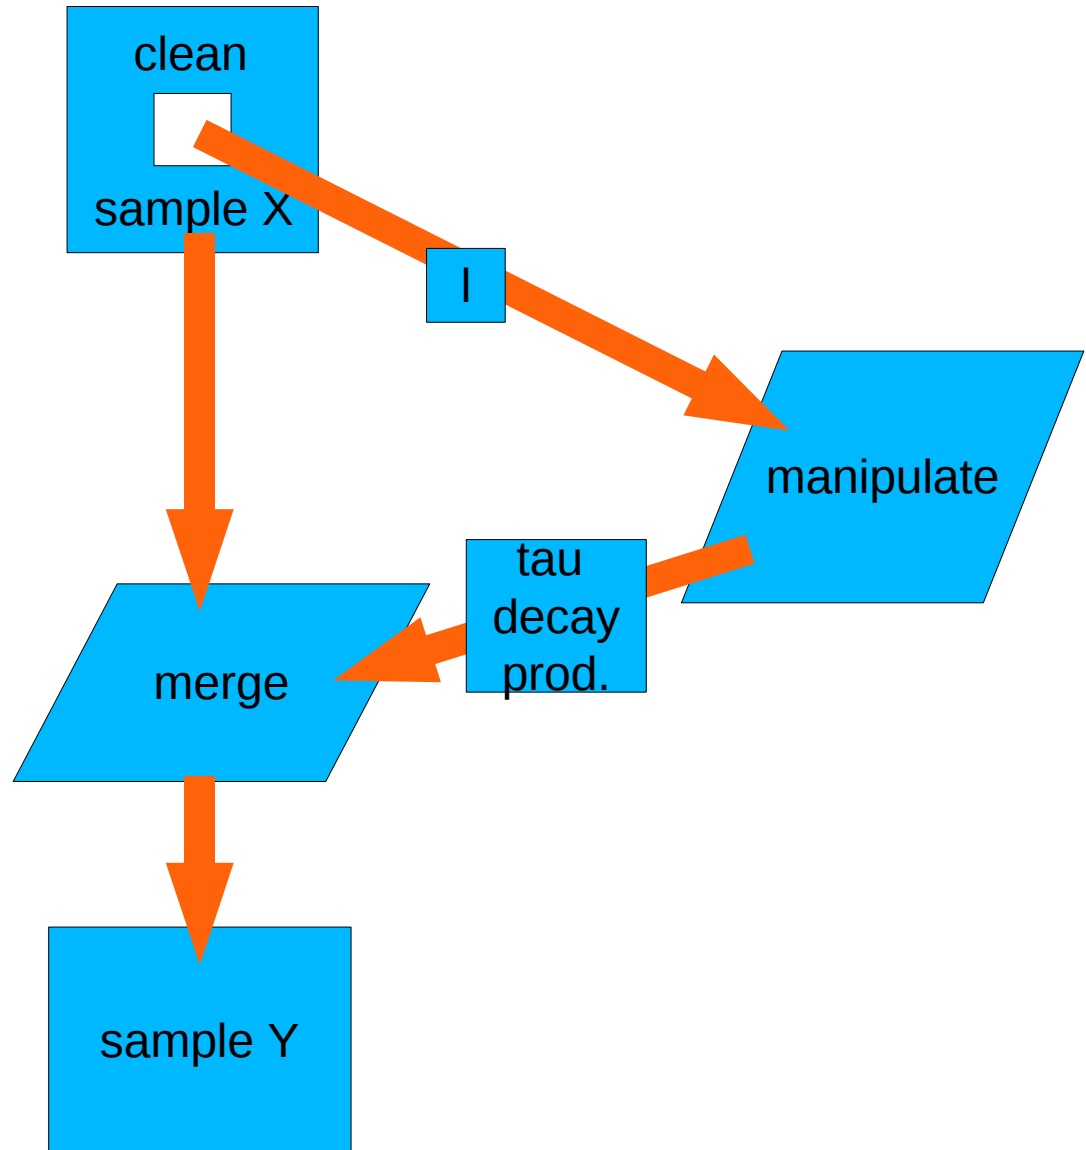 clean
sample X
l
manipulate
tau
decay
prod.
merge
sample Y